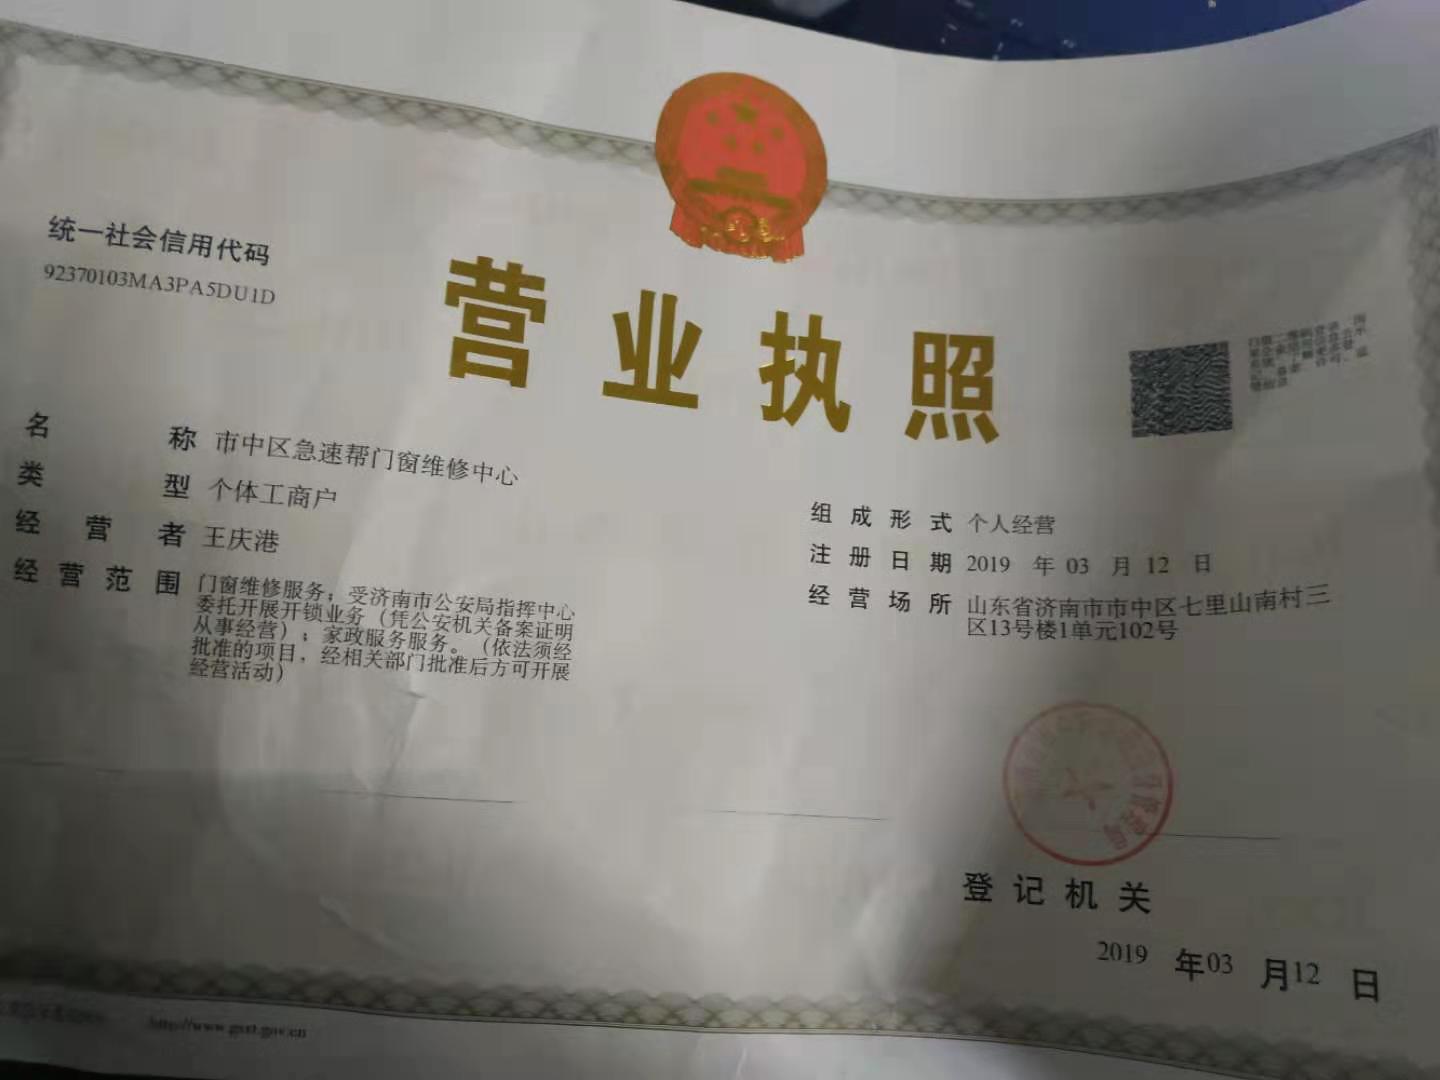 统一社会信用代码
92370103MA3PA5DU1D
营业执照
名 称 市中区急速帮门窗维修中心
类 型 个体工商户
经 营 者 王庆港
经 营 范 围 门窗维修服务；受济南市公安局指挥中心
委托开展开锁业务（凭公安机关备案证明
从事经营）；家政服务服务。（依法须经
批准的项目，经相关部门批准后方可开展
经营活动）
组 成 形 式 个人经营
注 册 日 期 2019 年 03 月 12 日
经 营 场 所 山东省济南市市中区七里山南村三
区13号楼1单元102号
登 记 机 关
2019 年 03 月 12 日
http://www.gsxt.gov.cn